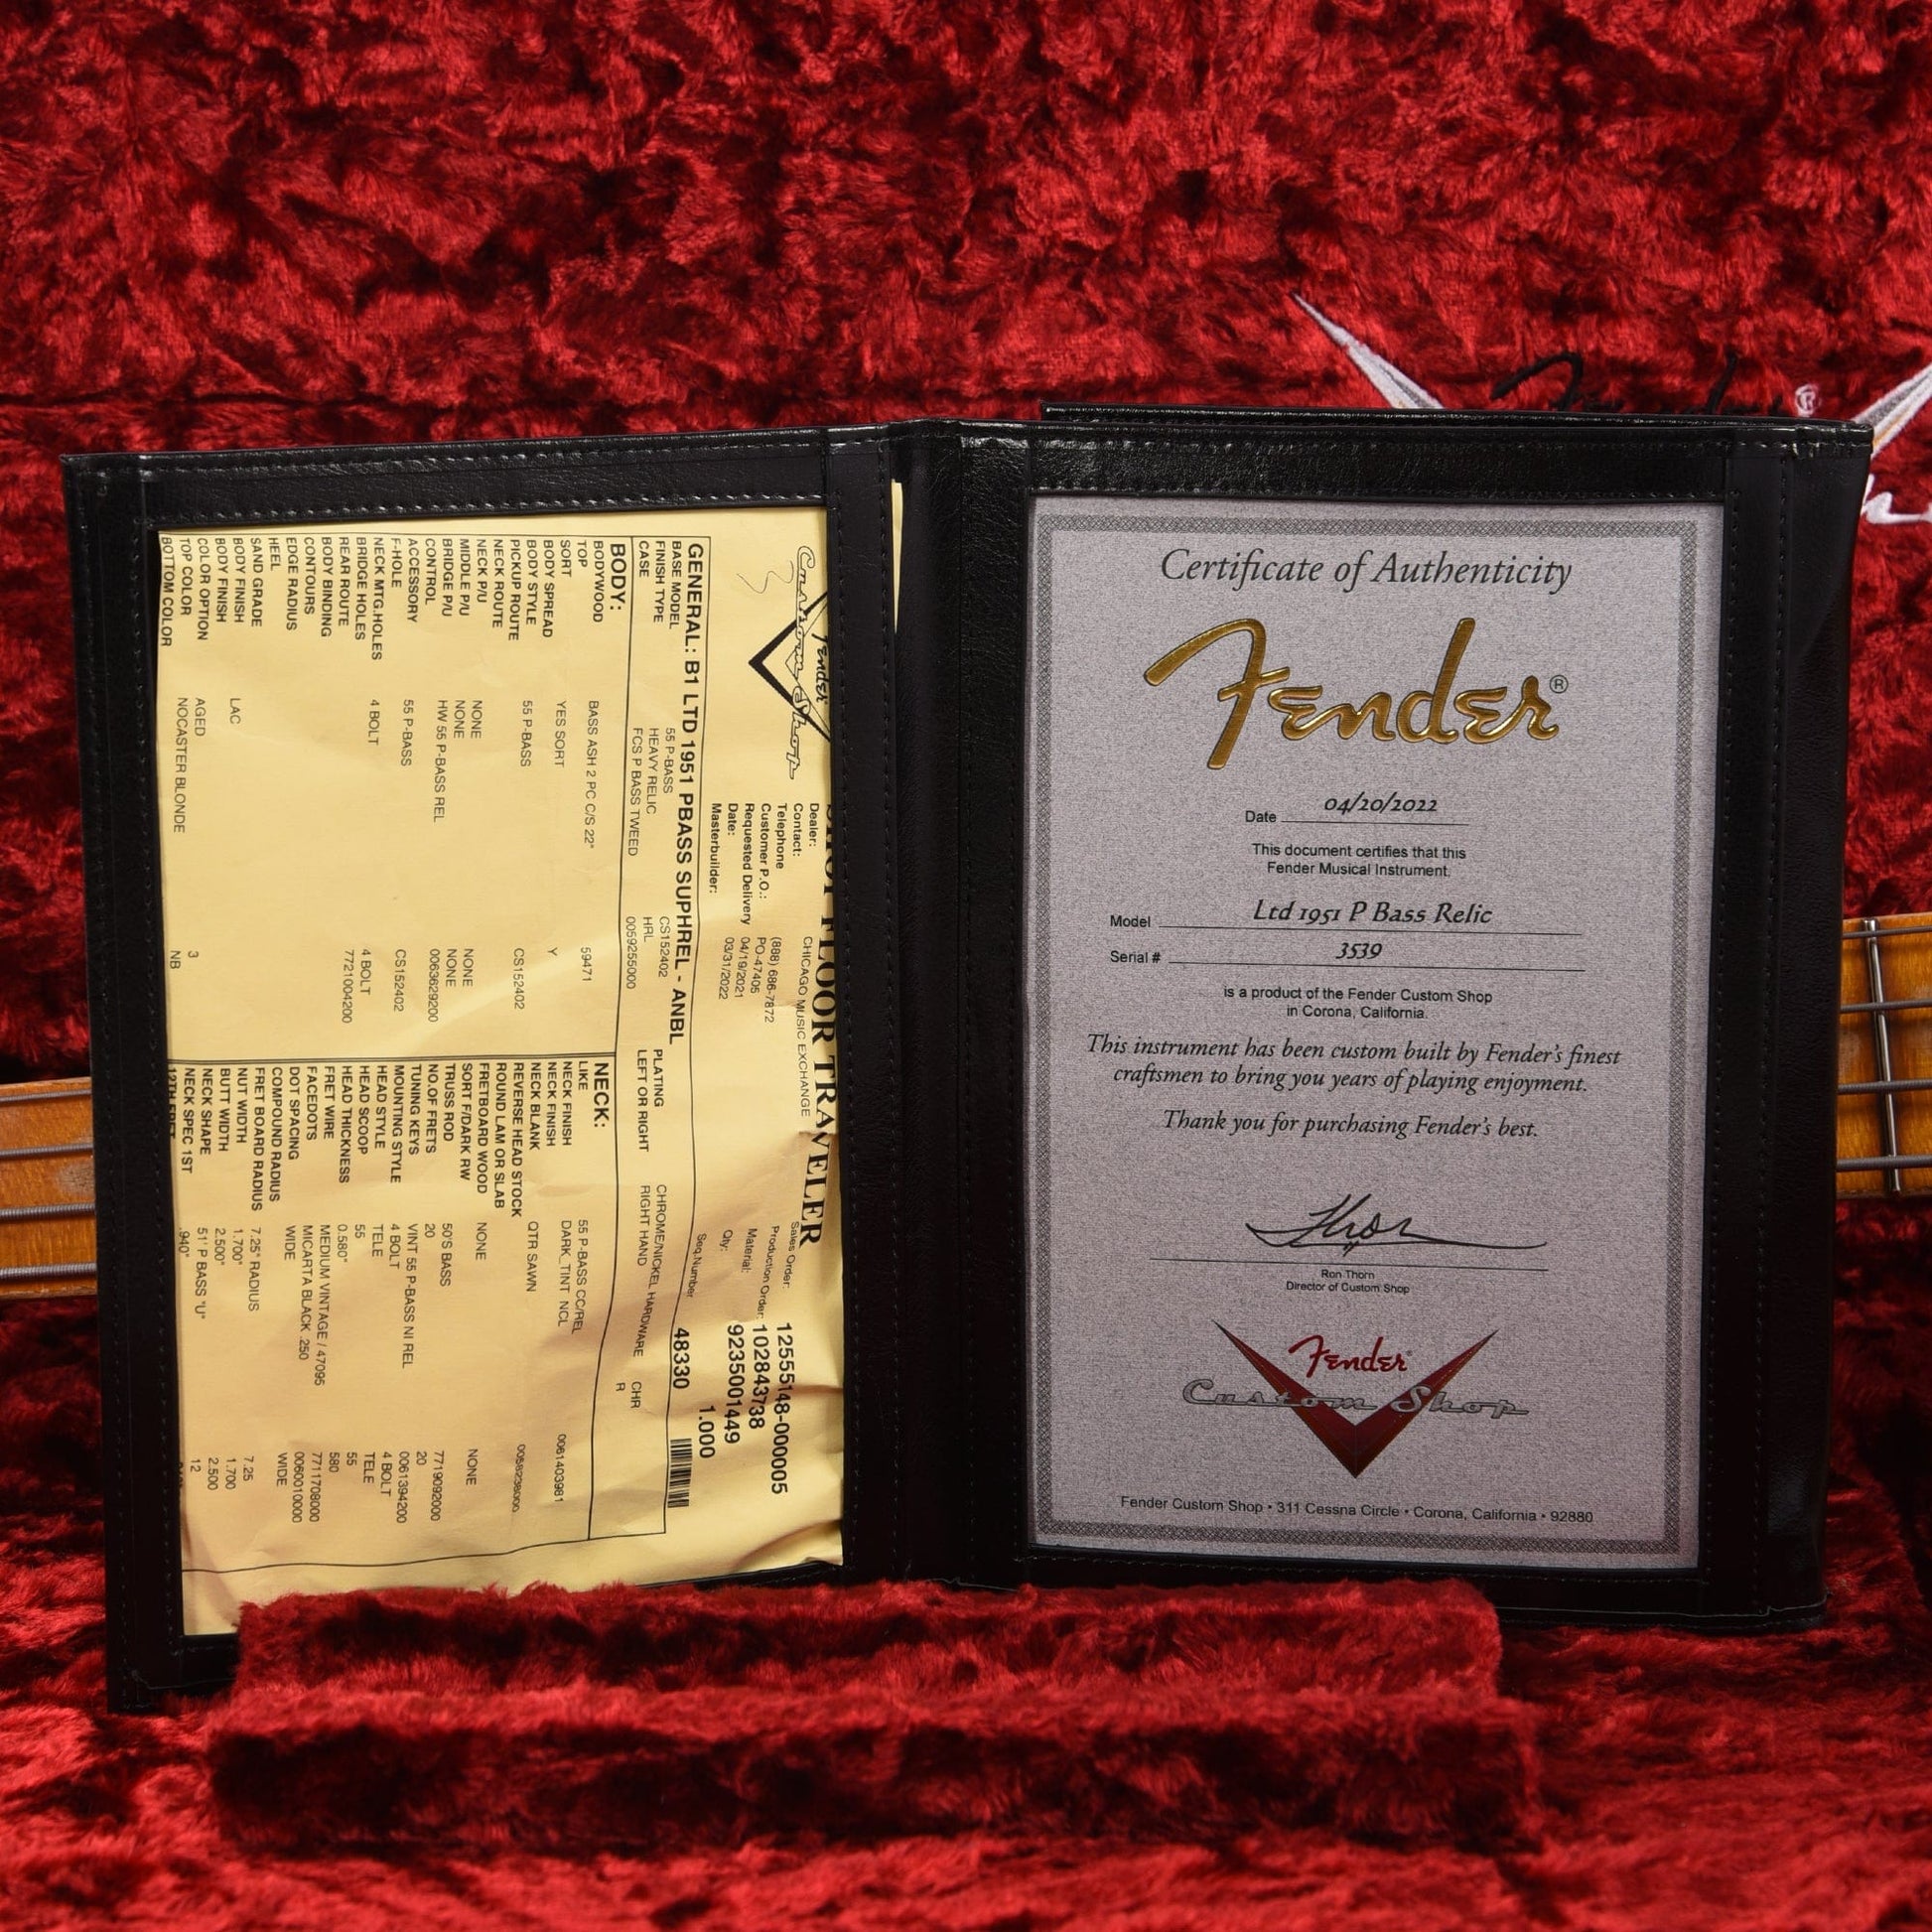 Fender
Custom Shop
SHOP FLOOR TRAVELER
Dealer: CHICAGO MUSIC EXCHANGE
Contact:
Telephone (888) 686-7872
Customer P.O.: PO-47405
Requested Delivery 04/19/2021
Date: 03/31/2022
Masterbuilder:
Sales Order: 12555148-000005
Production Order: 102843738
Material: 9235001449
Qty: 1.000
Seq.Number 48330
GENERAL: B1 LTD 1951 PBASS SUPHREL - ANBL
BASE MODEL 55 P-BASS CS152402
FINISH TYPE HEAVY RELIC HRL
CASE FCS P BASS TWEED 0059255000
PLATING CHROME/NICKEL HARDWARE CHR
LEFT OR RIGHT RIGHT HAND R
BODY:
BODYWOOD BASS ASH 2 PC C/S 22" 59471
TOP
SORT YES SORT Y
BODY SPREAD
BODY STYLE 55 P-BASS CS152402
PICKUP ROUTE
NECK ROUTE
NECK P/U NONE NONE
MIDDLE P/U NONE NONE
BRIDGE P/U HW 55 P-BASS REL 0063629200
CONTROL
ACCESSORY 55 P-BASS CS152402
F-HOLE
NECK MTG.HOLES 4 BOLT 4 BOLT
BRIDGE HOLES 7721004200
REAR ROUTE
BODY BINDING
CONTOURS
EDGE RADIUS
HEEL
SAND GRADE
BODY FINISH LAC
BODY FINISH
COLOR OPTION AGED 3
TOP COLOR NOCASTER BLONDE NB
BOTTOM COLOR
NECK:
LIKE 55 P-BASS CC/REL
NECK FINISH DARK_TINT NCL 0061403981
NECK FINISH
NECK BLANK QTR SAWN
REVERSE HEAD STOCK 0058238000
ROUND LAM OR SLAB
FRETBOARD WOOD NONE NONE
SORT F/DARK RW
TRUSS ROD 50'S BASS 7719092000
NO.OF FRETS 20 20
TUNING KEYS VINT 55 P-BASS NI REL 0061394200
MOUNTING STYLE 4 BOLT 4 BOLT
HEAD STYLE TELE TELE
HEAD SCOOP 55 55
HEAD THICKNESS 0.580" 580
FRET WIRE MEDIUM VINTAGE / 47095 7711708000
FACEDOTS MICARTA BLACK .250 0060010000
DOT SPACING WIDE WIDE
COMPOUND RADIUS
FRET BOARD RADIUS 7.25" RADIUS 7.25
NUT WIDTH 1.700" 1.700
BUTT WIDTH 2.500" 2.500
NECK SHAPE 51' P BASS "U" 12
NECK SPEC 1ST .940"
12TH FRET
Certificate of Authenticity
Fender®
04/20/2022
Date
This document certifies that this
Fender Musical Instrument,
Model Ltd 1951 P Bass Relic
Serial # 3539
is a product of the Fender Custom Shop
in Corona, California.
This instrument has been custom built by Fender's finest
craftsmen to bring you years of playing enjoyment.
Thank you for purchasing Fender's best.
Ron Thorn
Director of Custom Shop
Fender
Custom Shop
Fender Custom Shop • 311 Cessna Circle • Corona, California • 92880